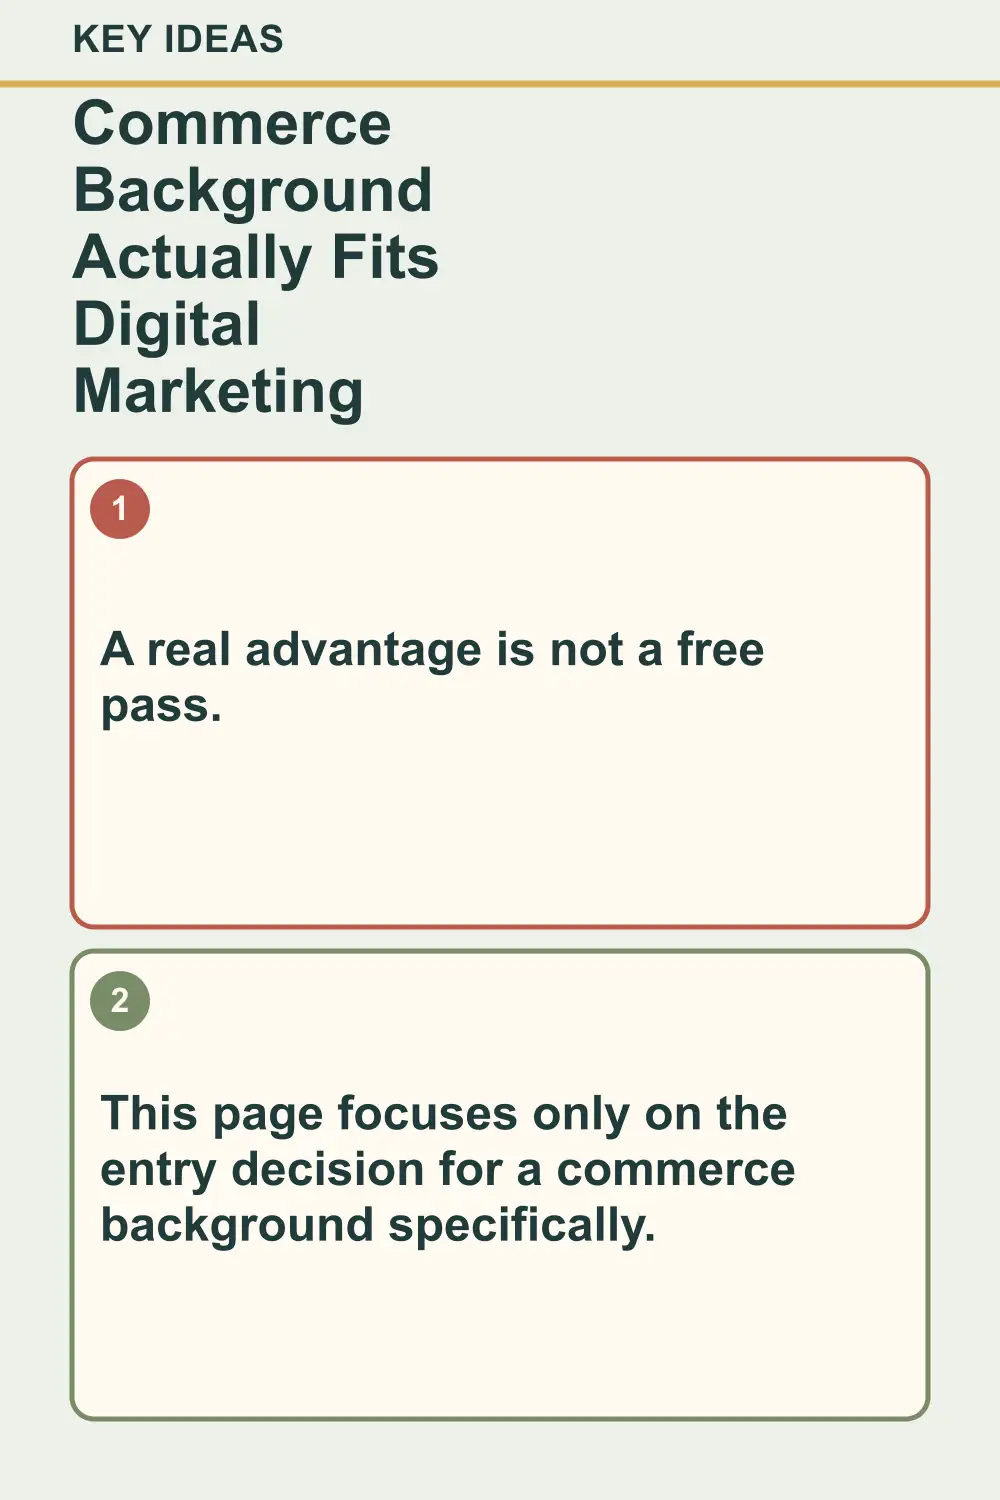 KEY IDEAS
Commerce
Background
Actually Fits
Digital
Marketing
1
A real advantage is not a free
pass.
2
This page focuses only on the
entry decision for a commerce
background specifically.